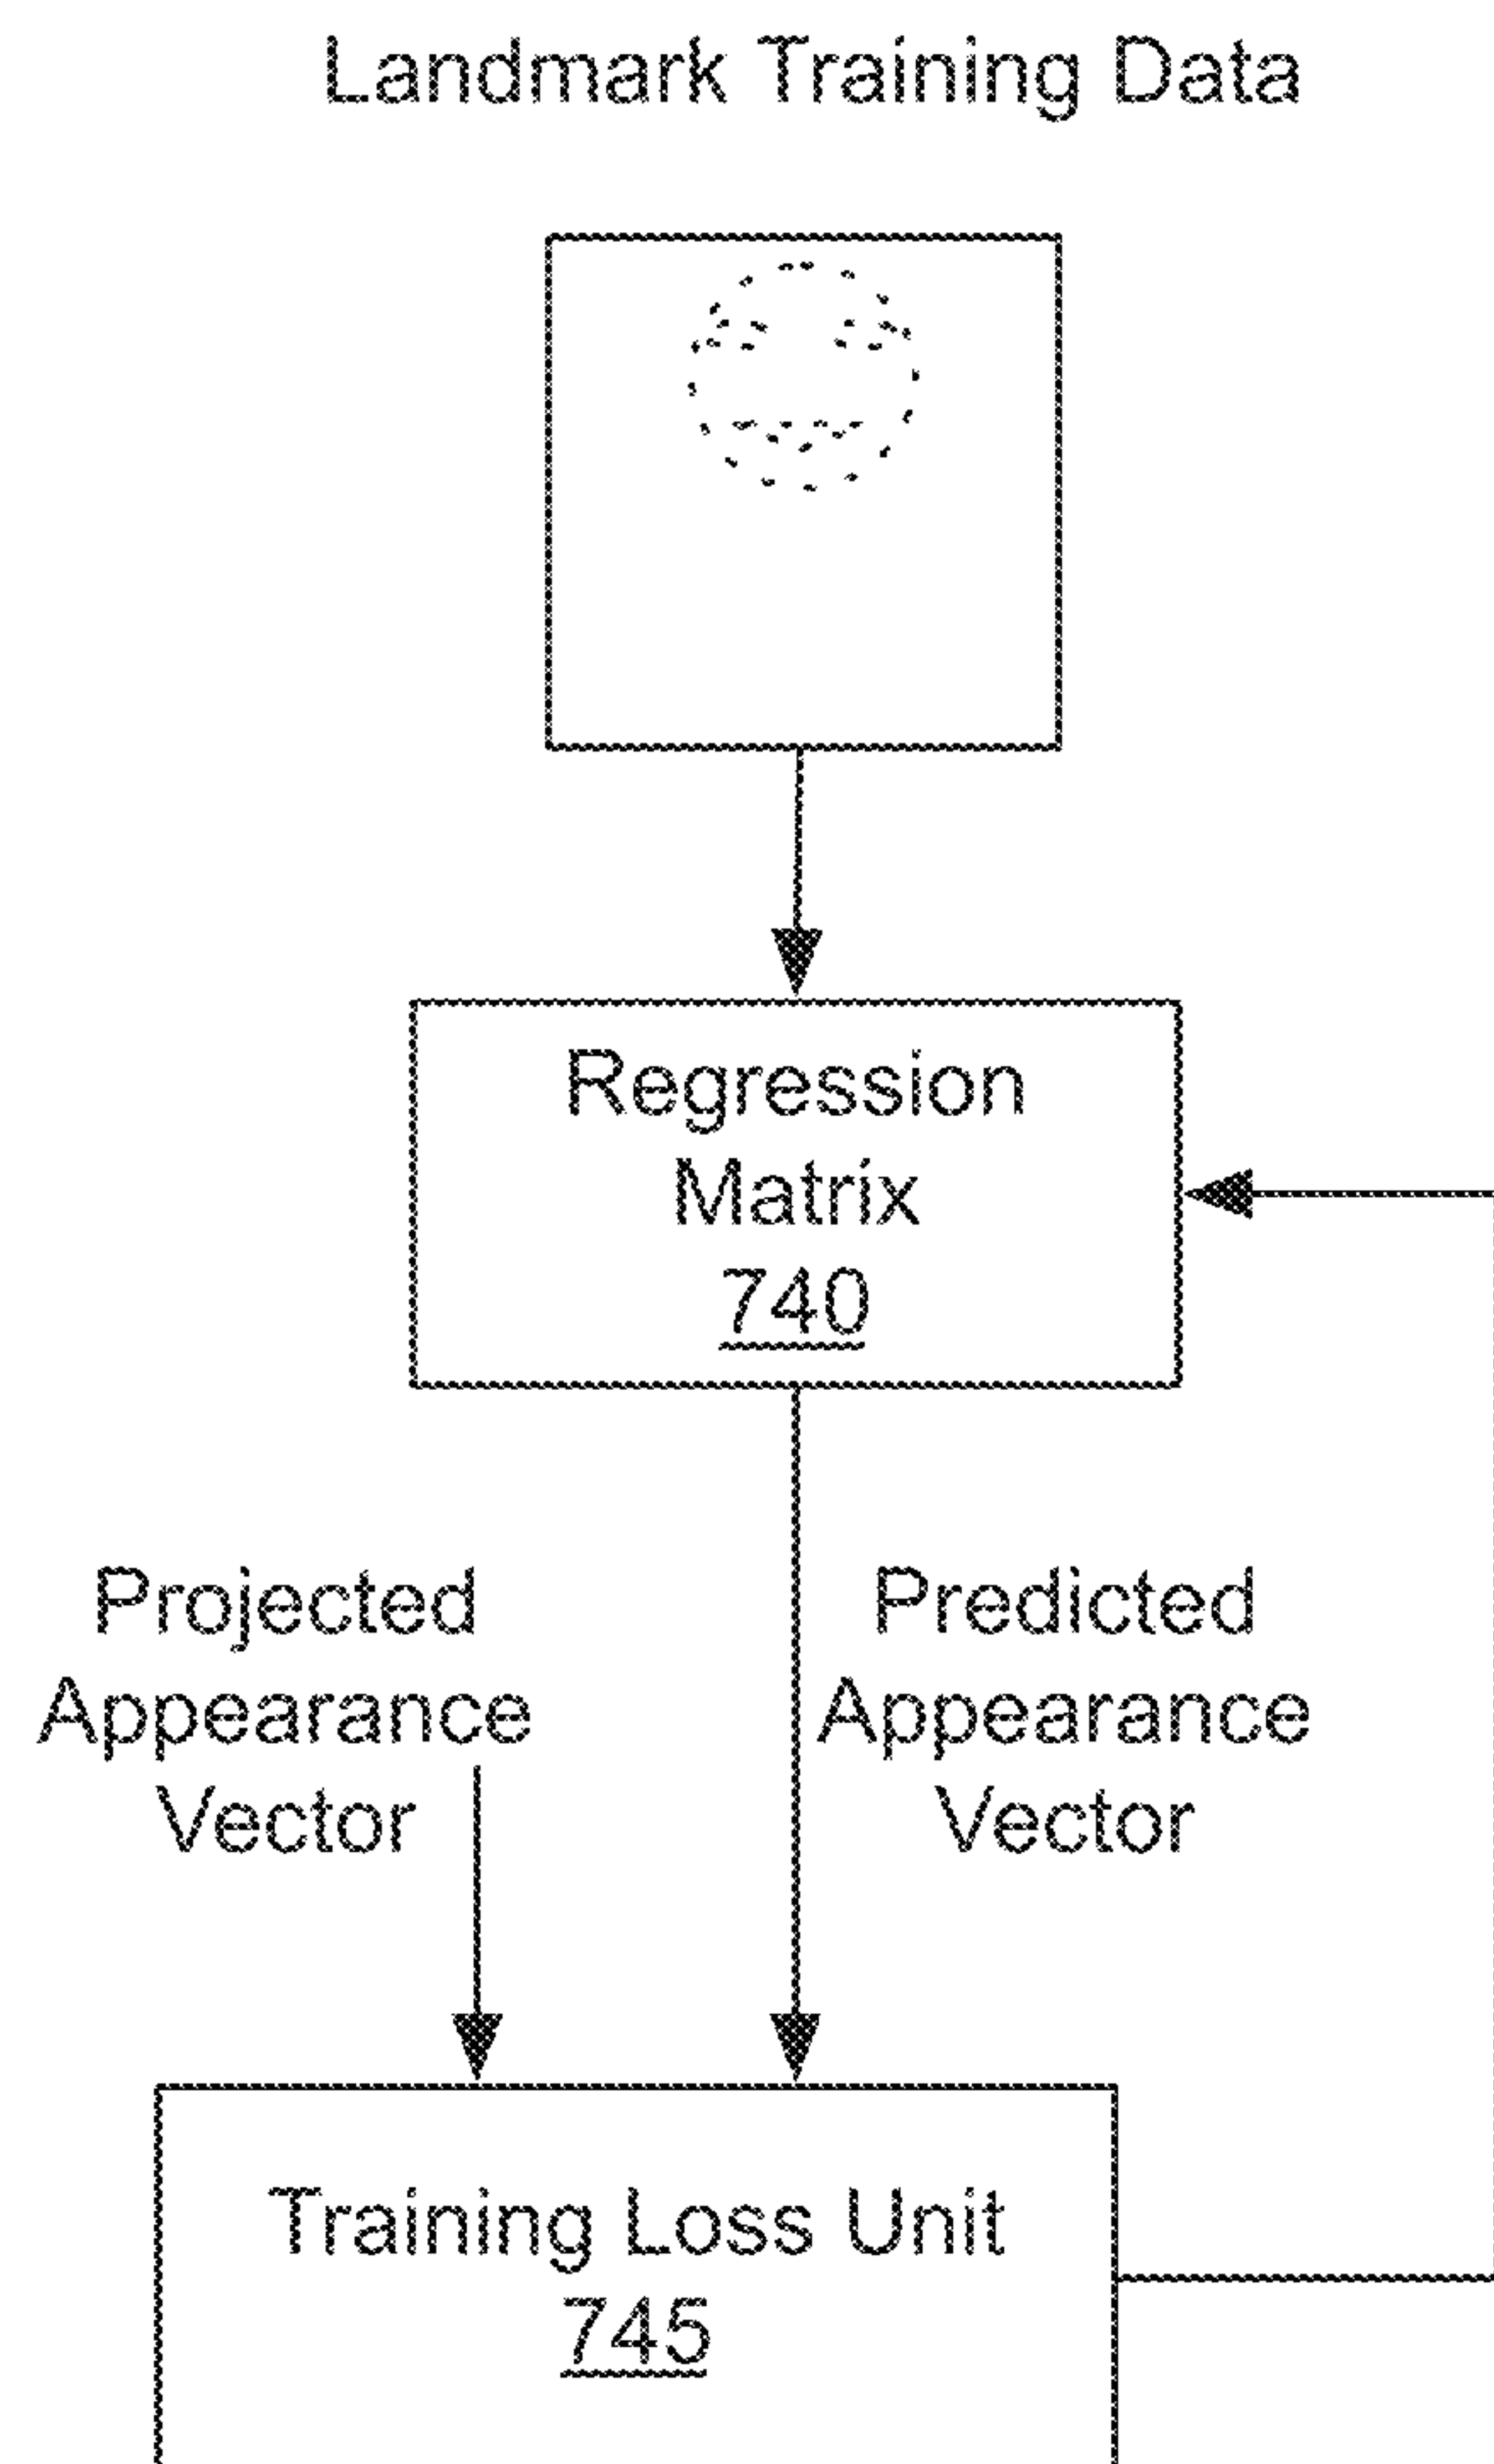 Landmark Training Data
Regression
Matrix
740
Projected
Appearance
Vector
Predicted
Appearance
Vector
Training Loss Unit
745